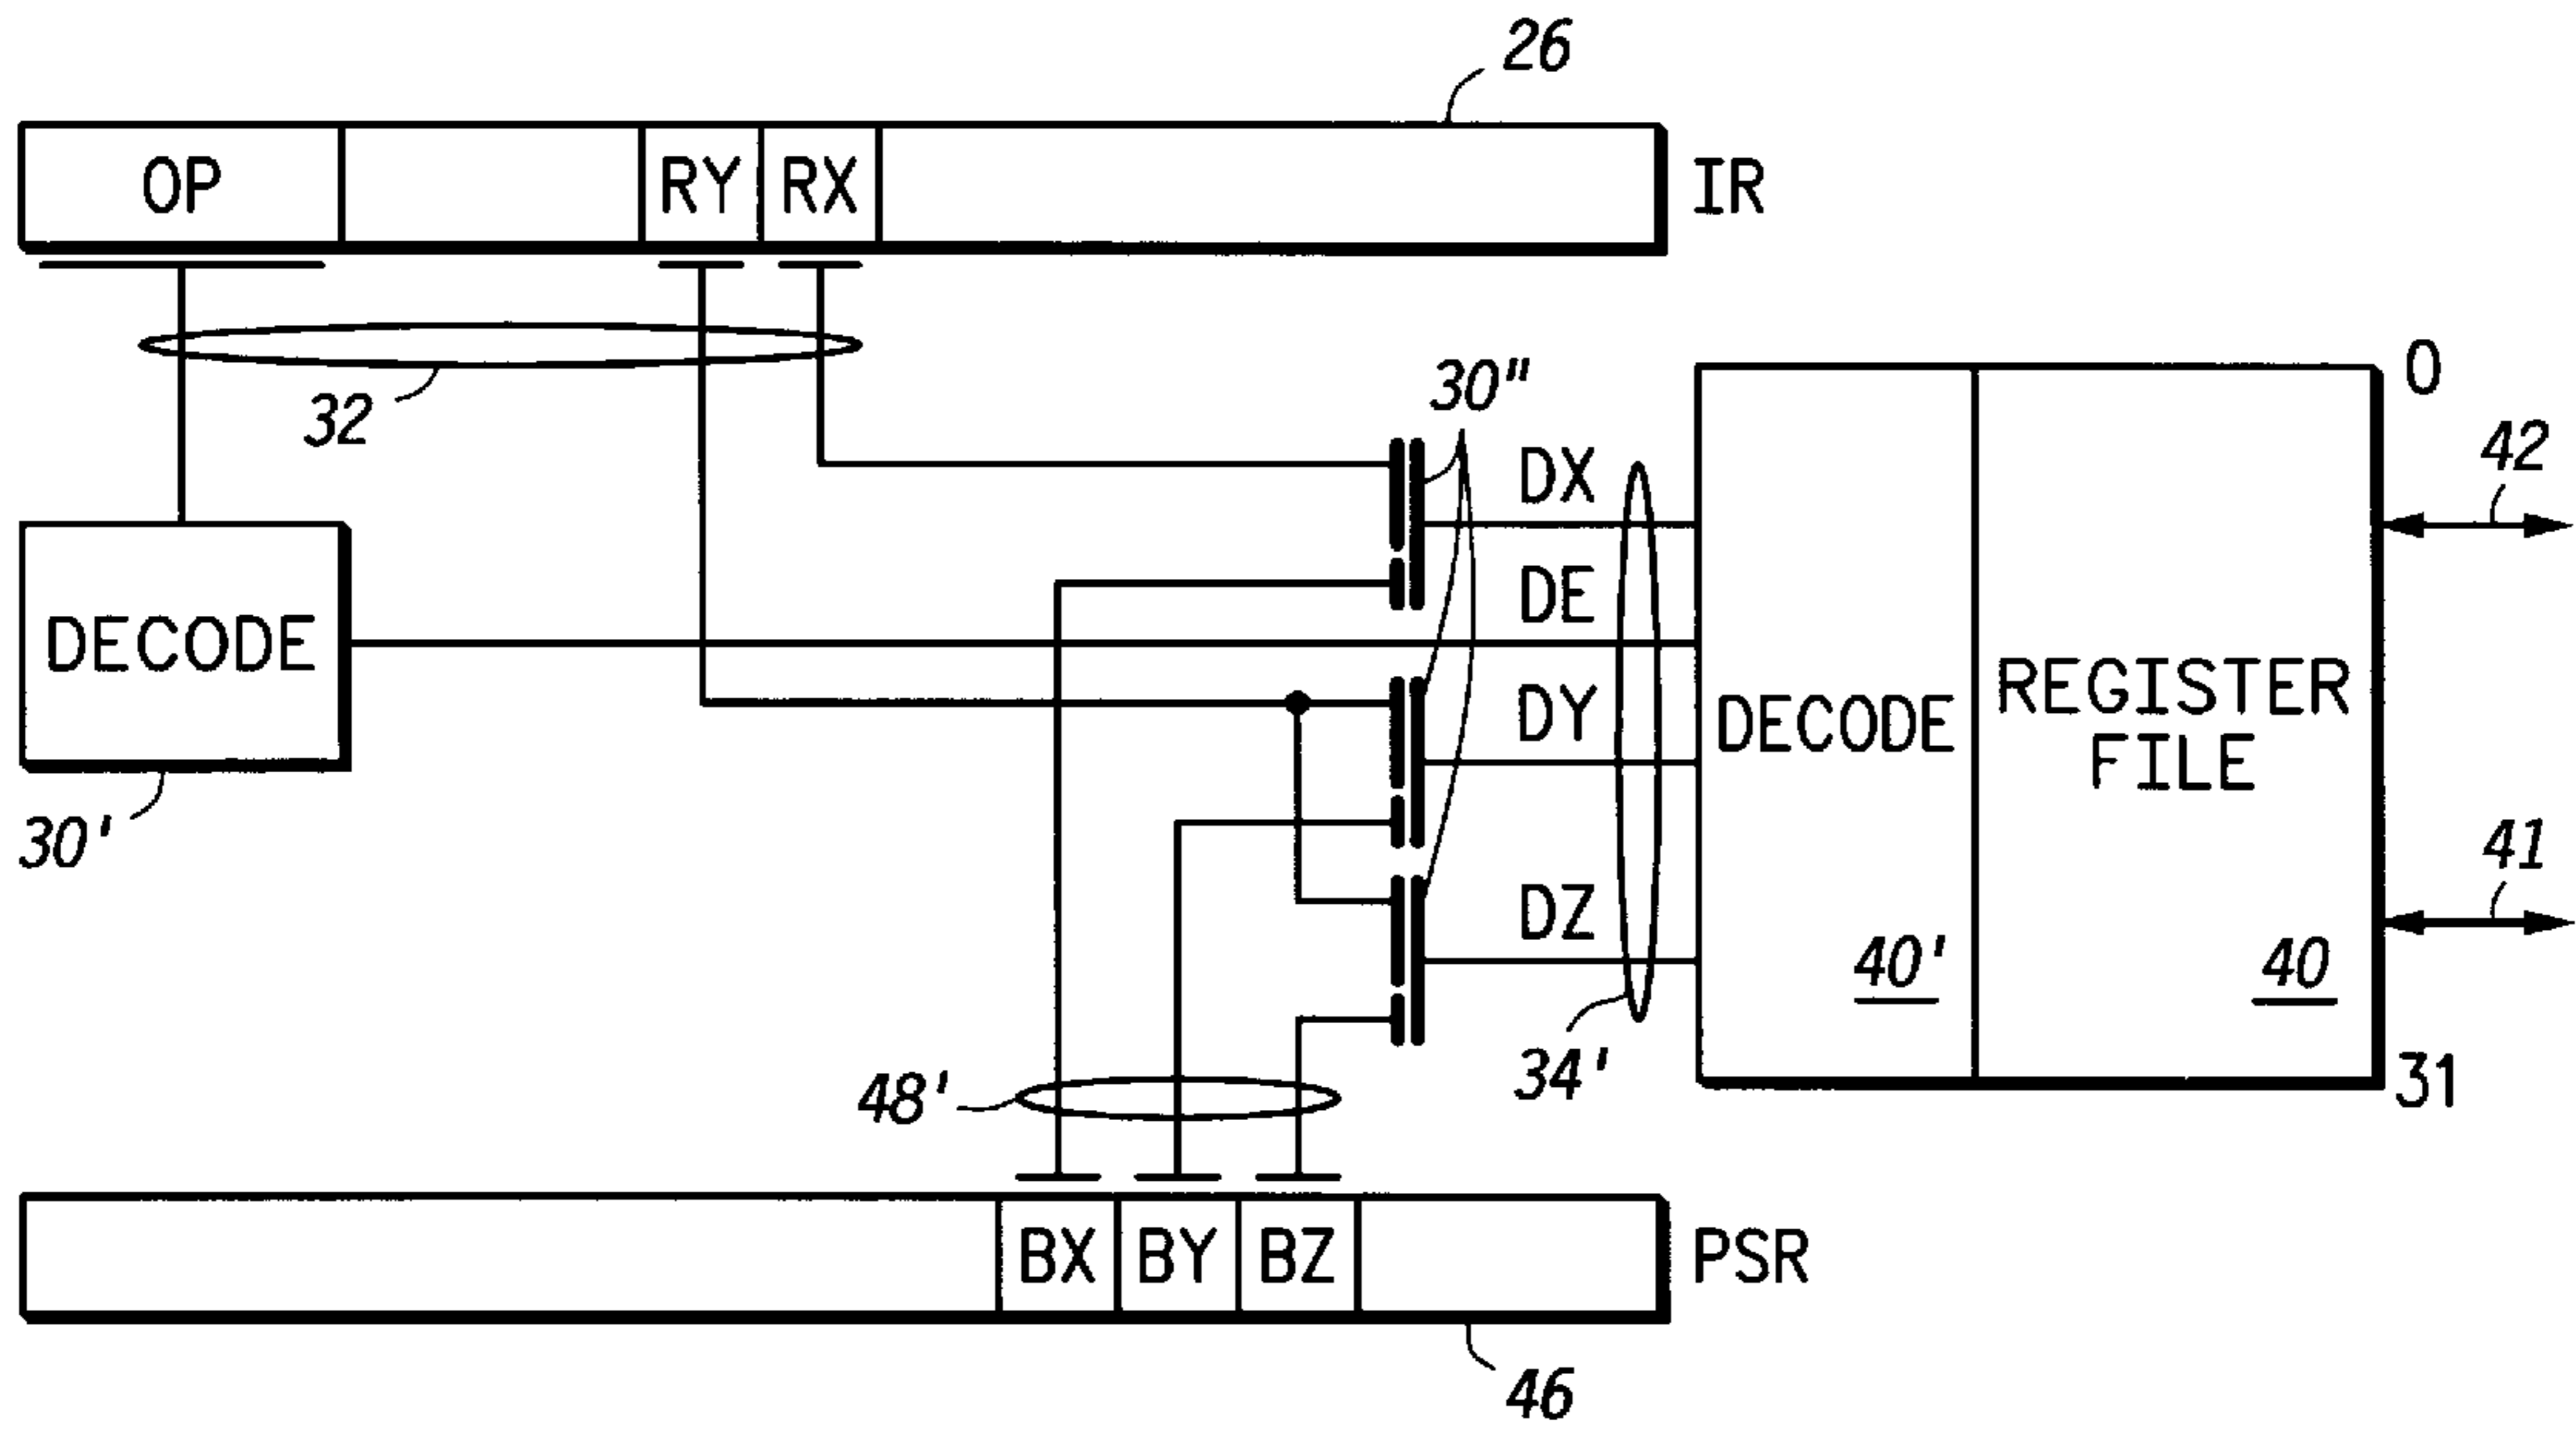 26
OP RY RX IR
32
30" 0
DX 42
DE
DECODE
DY DECODE REGISTER
FILE
30' 41
DZ 40' 40
48' 34' 31
BX BY BZ PSR
46